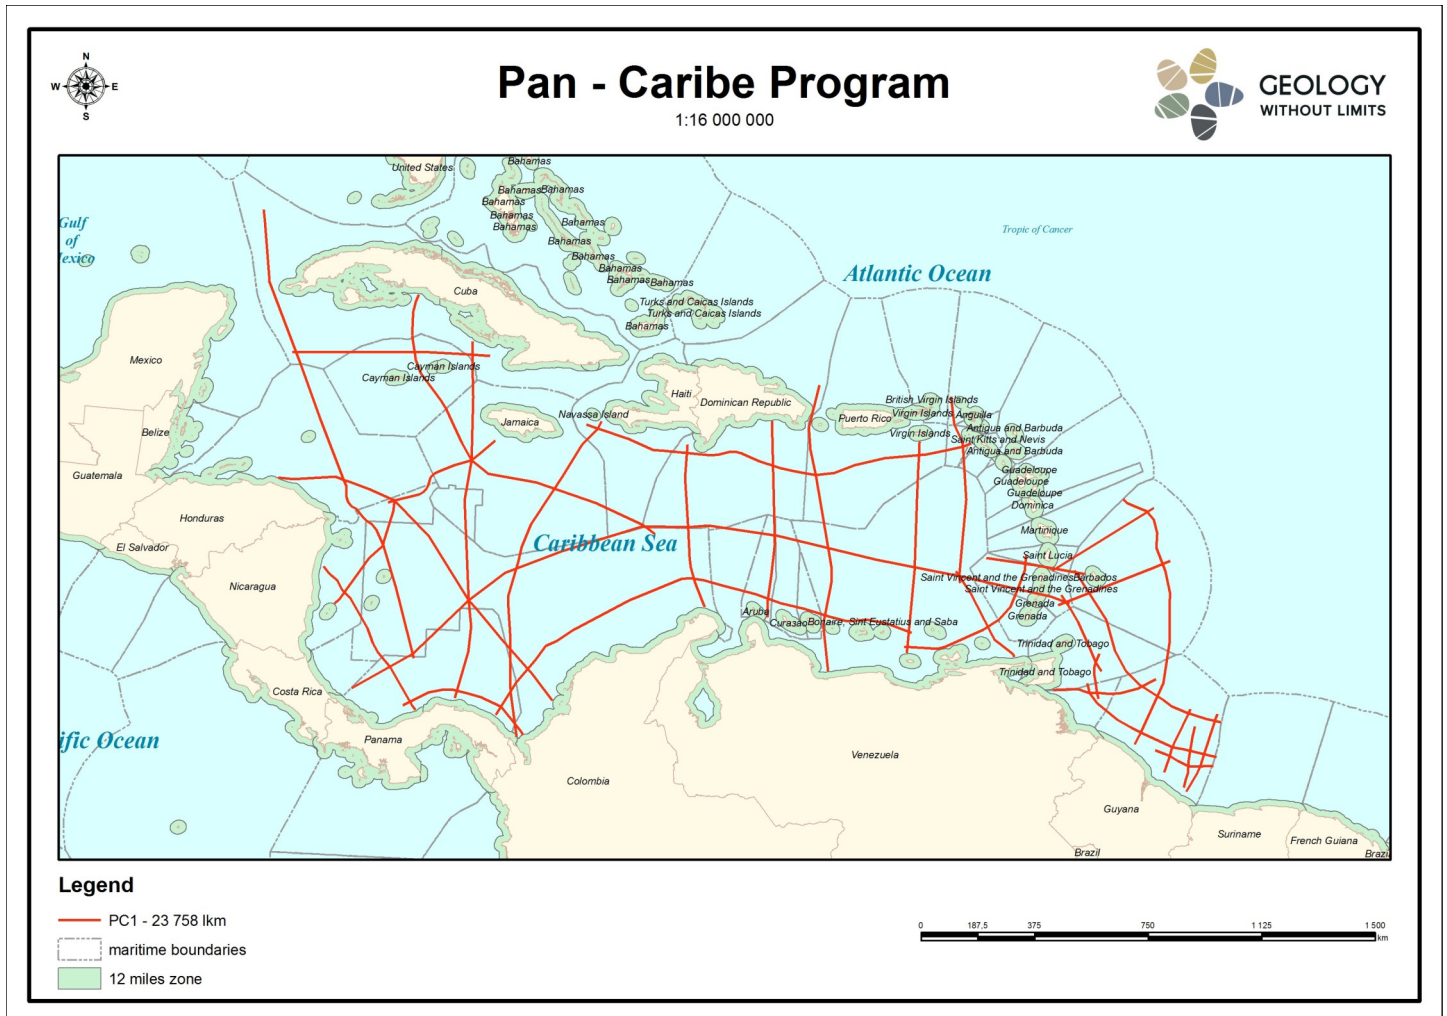 N
W
E
S
Pan - Caribe Program
1:16 000 000
GEOLOGY
WITHOUT LIMITS
United States
Bahamas
Bahamas
Bahamas
Bahamas
Bahamas
Bahamas
Bahamas
Bahamas
Bahamas
Bahamas
Bahamas
Bahamas
Turks and Caicas Islands
Turks and Caicas Islands
Bahamas
Gulf
of
Mexico
Tropic of Cancer
Atlantic Ocean
Cuba
Mexico
Cayman Islands
Cayman Islands
Haiti
Dominican Republic
Jamaica
Navassa Island
British Virgin Islands
Puerto Rico
Virgin Islands
Anguilla
Virgin Islands
Antigua and Barbuda
Saint Kitts and Nevis
Antigua and Barbuda
Belize
Guatemala
Guadeloupe
Guadeloupe
Guadeloupe
Dominica
Honduras
Martinique
El Salvador
Caribbean Sea
Saint Lucia
Nicaragua
Saint Vincent and the Grenadines
Barbados
Saint Vincent and the Grenadines
Grenada
Grenada
Aruba
Curasao
Bonaire, Sint Eustatius and Saba
Trinidad and Tobago
Trinidad and Tobago
Costa Rica
ific Ocean
Panama
Venezuela
Colombia
Guyana
Suriname
French Guiana
Brazil
Brazi
Legend
PC1 - 23 758 lkm
maritime boundaries
12 miles zone
0 187,5 375 750 1 125 1 500
km